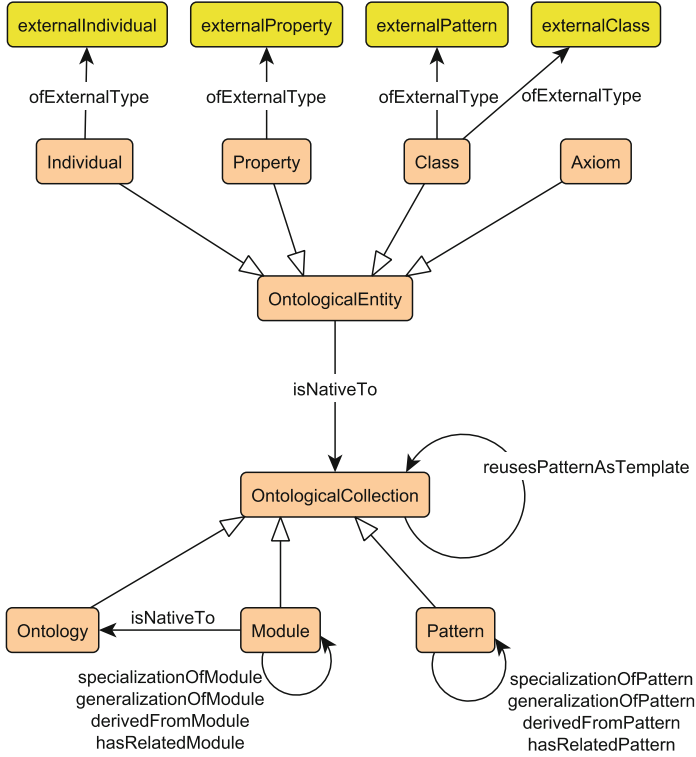 externalIndividual
externalProperty
externalPattern
externalClass
ofExternalType
ofExternalType
ofExternalType
ofExternalType
Individual
Property
Class
Axiom
OntologicalEntity
isNativeTo
reusesPatternAsTemplate
OntologicalCollection
isNativeTo
Ontology
Module
Pattern
specializationOfModule
generalizationOfModule
derivedFromModule
hasRelatedModule
specializationOfPattern
generalizationOfPattern
derivedFromPattern
hasRelatedPattern